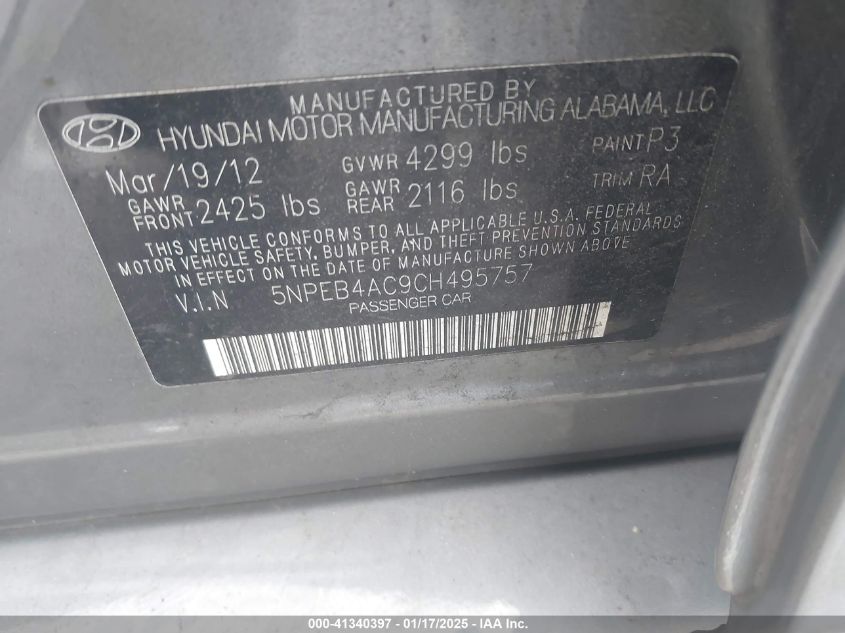 MANUFACTURED BY
HYUNDAI MOTOR MANUFACTURING ALABAMA, LLC
Mar/19/12 GVWR 4299 lbs PAINT P3
GAWR FRONT 2425 lbs GAWR REAR 2116 lbs TRIM RA
THIS VEHICLE CONFORMS TO ALL APPLICABLE U.S.A. FEDERAL
MOTOR VEHICLE SAFETY, BUMPER, AND THEFT PREVENTION STANDARDS
IN EFFECT ON THE DATE OF MANUFACTURE SHOWN ABOVE
V.I.N 5NPEB4AC9CH495757
PASSENGER CAR
000-41340397 - 01/17/2025 - IAA Inc.